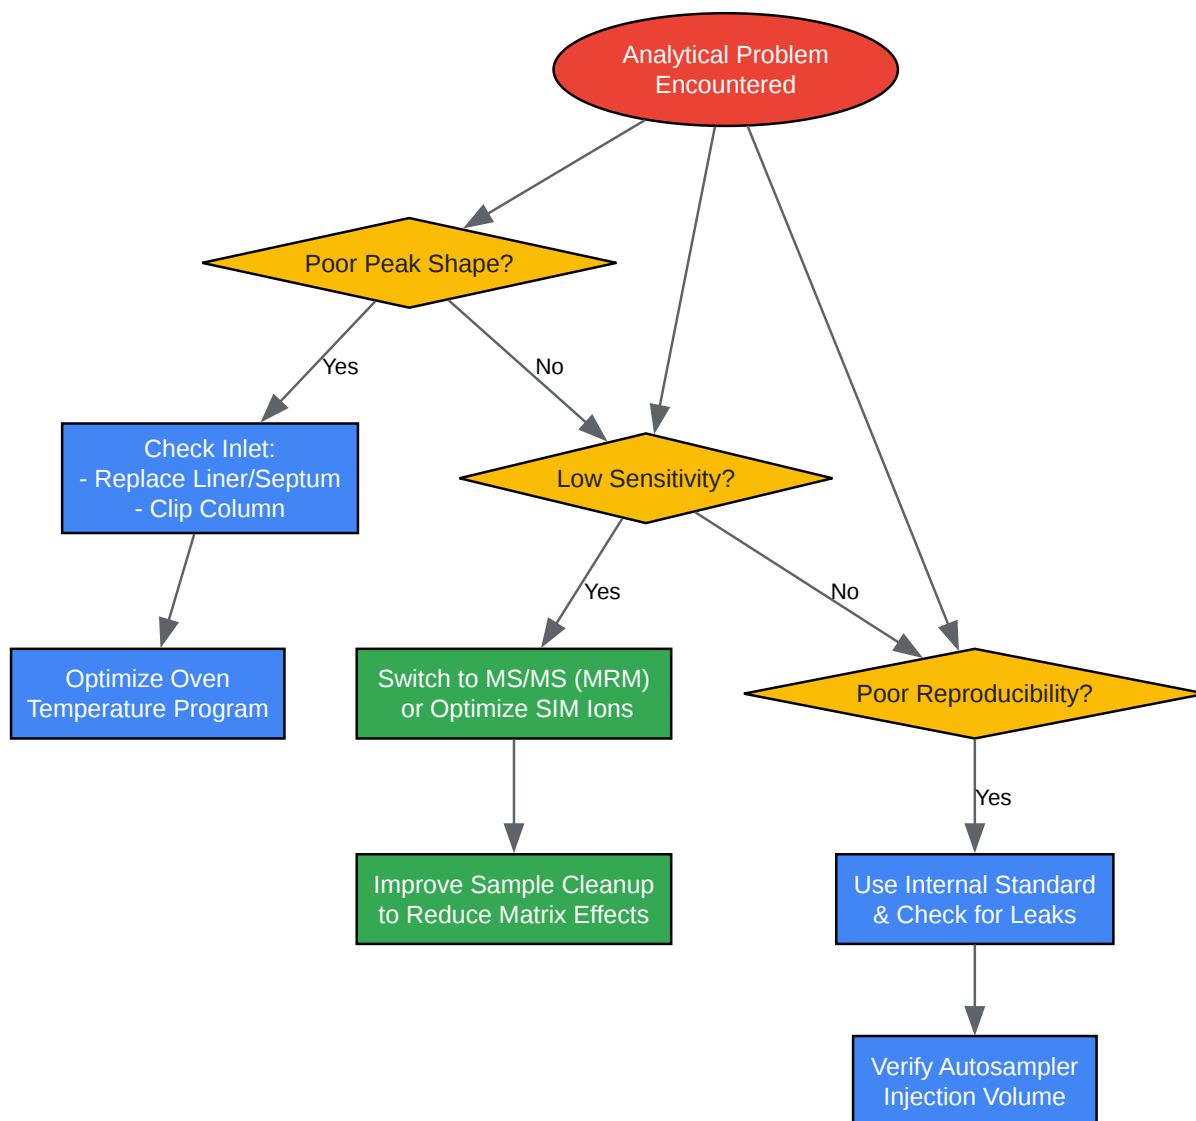 Analytical Problem
Encountered
Poor Peak Shape?
Yes
No
Check Inlet:
- Replace Liner/Septum
- Clip Column
Low Sensitivity?
Yes
No
Optimize Oven
Temperature Program
Switch to MS/MS (MRM)
or Optimize SIM Ions
Poor Reproducibility?
Yes
Improve Sample Cleanup
to Reduce Matrix Effects
Use Internal Standard
& Check for Leaks
Verify Autosampler
Injection Volume